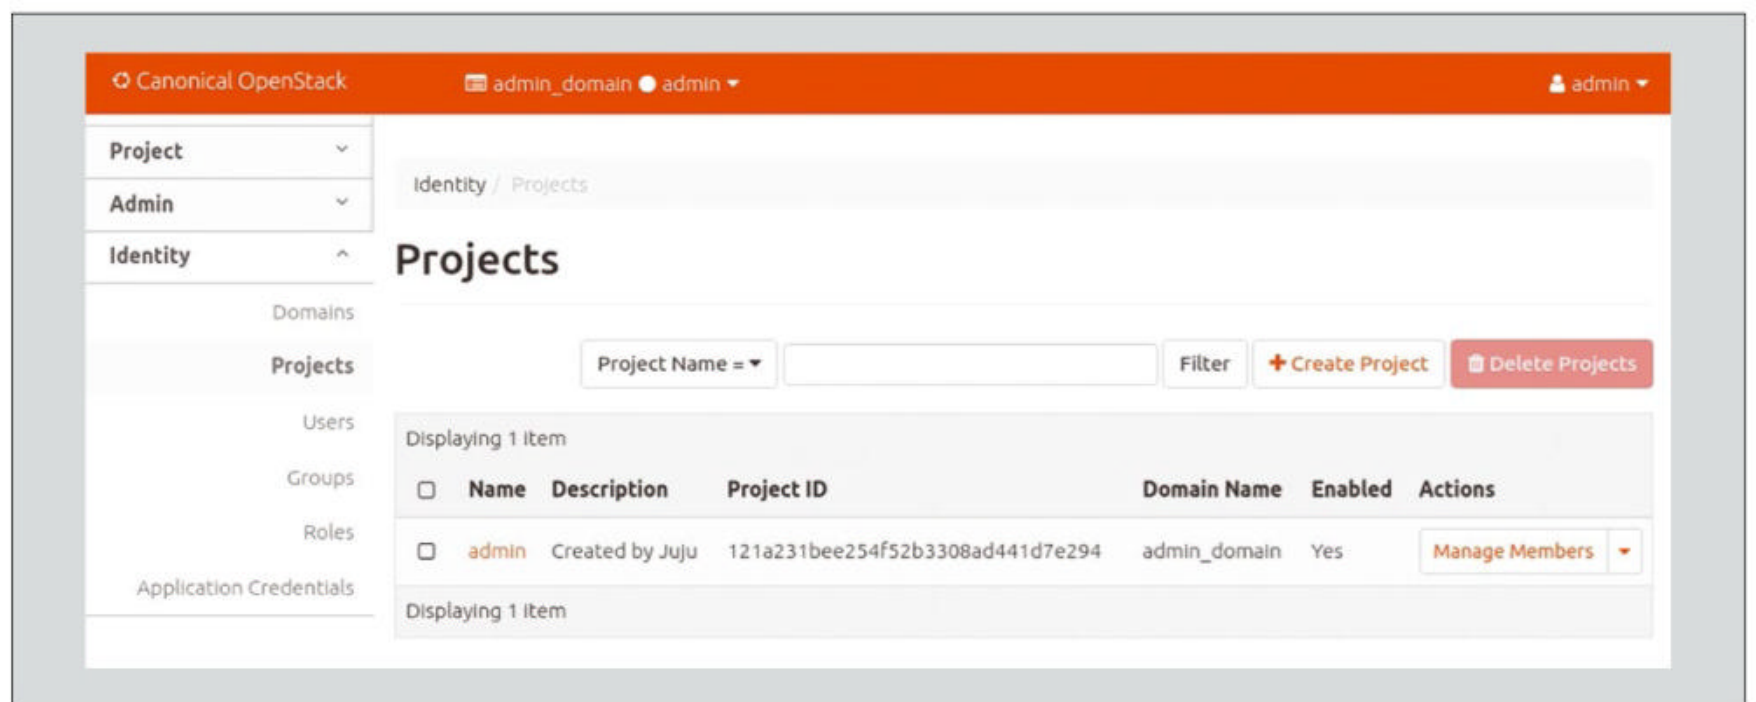 Canonical OpenStack admin_domain admin admin
Project
Admin
Identity
Domains
Projects
Users
Groups
Roles
Application Credentials
Identity / Projects
Projects
Project Name = Filter +Create Project Delete Projects
Displaying 1 item
Name Description Project ID Domain Name Enabled Actions
admin Created by Juju 121a231bee254f52b3308ad441d7e294 admin_domain Yes Manage Members
Displaying 1 item